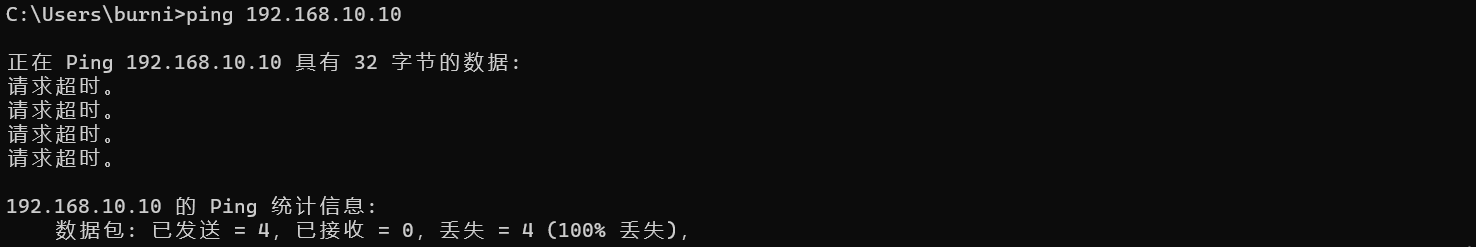 C:\Users\burni>ping 192.168.10.10
正在 Ping 192.168.10.10 具有 32 字节的数据:
请求超时。
请求超时。
请求超时。
请求超时。
192.168.10.10 的 Ping 统计信息:
数据包: 已发送 = 4，已接收 = 0，丢失 = 4 (100% 丢失)，